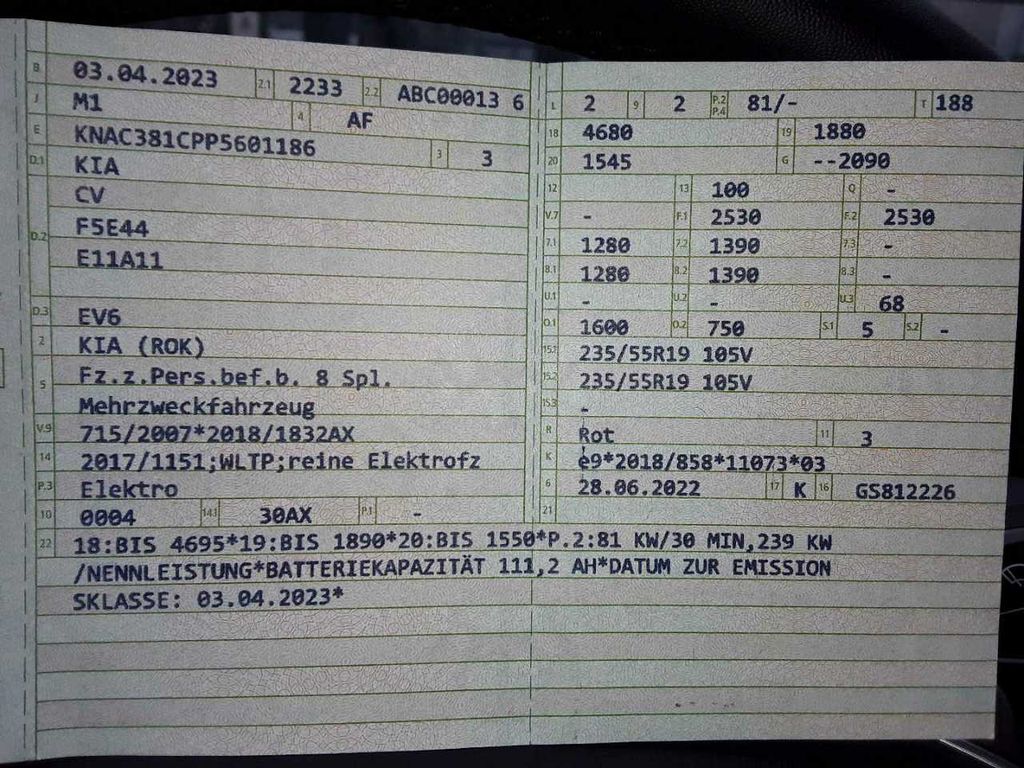 B 03.04.2023 2.1 2233 2.2 ABC00013 6
J M1 4 AF
E KNAC381CPP5601186 3 3
D.1 KIA
CV
D.2 F5E44
E11A11
D.3 EV6
2 KIA (ROK)
5 Fz.z.Pers.bef.b. 8 Spl.
Mehrzweckfahrzeug
V.9 715/2007*2018/1832AX
14 2017/1151;WLTP;reine Elektrofz
P.3 Elektro
10 0004 14.1 30AX P.1 -
L 2 9 2 P.2 P.4 81/- T 188
18 4680 19 1880
20 1545 G --2090
12 13 100 Q -
V.7 - F.1 2530 F.2 2530
7.1 1280 7.2 1390 7.3 -
8.1 1280 8.2 1390 8.3 -
U.1 - U.2 - U.3 68
O.1 1600 O.2 750 S.1 5 S.2 -
15.1 235/55R19 105V
15.2 235/55R19 105V
15.3 -
R Rot 11 3
K e9*2018/858*11073*03
6 28.06.2022 17 K 16 GS812226
21
22 18:BIS 4695*19:BIS 1890*20:BIS 1550*P.2:81 KW/30 MIN,239 KW
/NENNLEISTUNG*BATTERIEKAPAZITÄT 111,2 AH*DATUM ZUR EMISSION
SKLASSE: 03.04.2023*